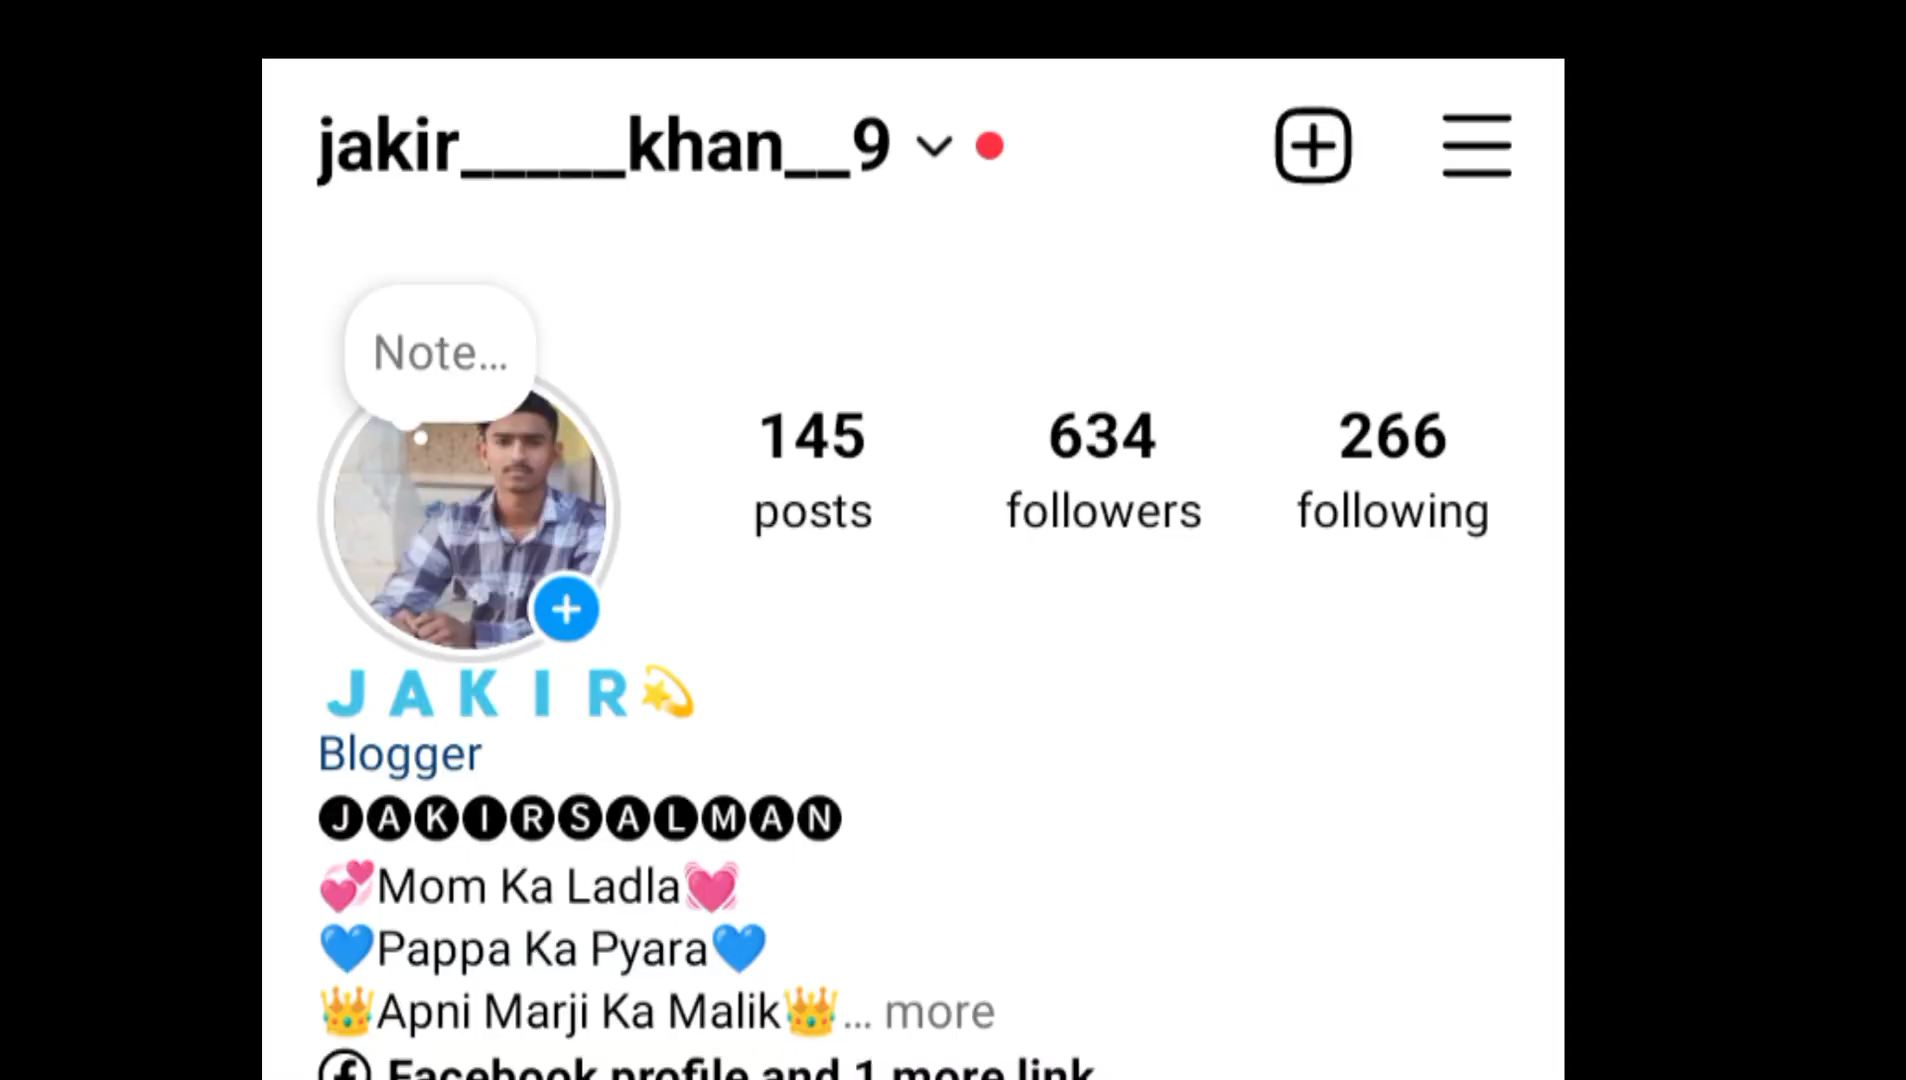 jakir_____khan__9
Note...
145 634 266
posts followers following
J A K I R💫
Blogger
🅙🅐🅚🅘🅡🅢🅐🅛🅜🅐🅝
💞Mom Ka Ladla💓
💙Pappa Ka Pyara💙
👑Apni Marji Ka Malik👑... more
Facebook profile and 1 more link